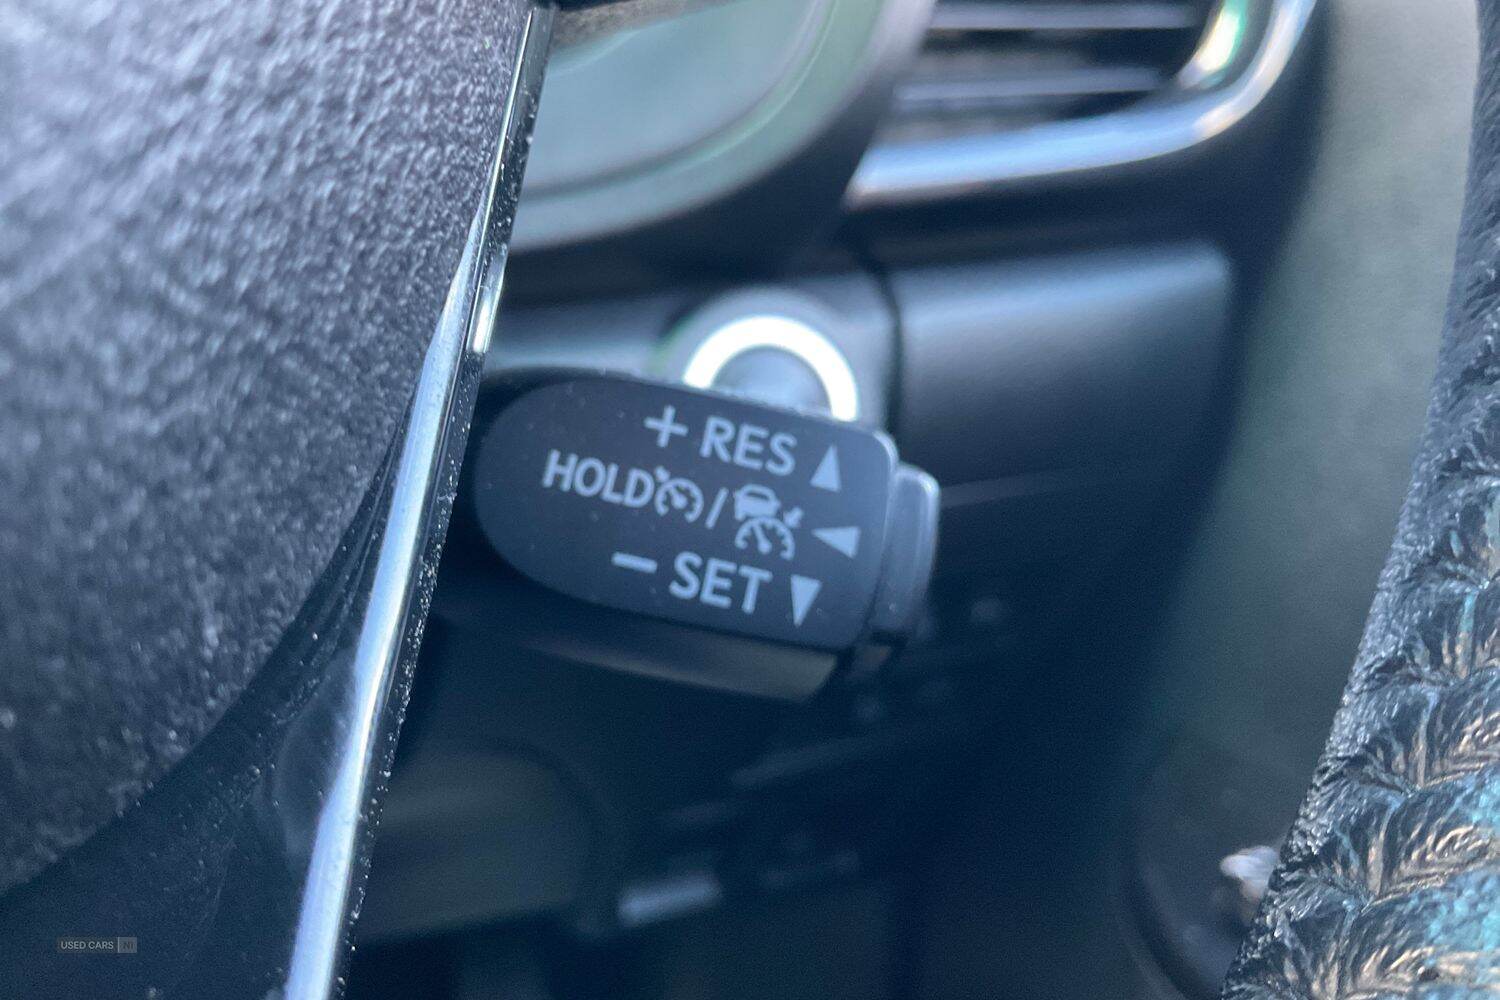 + RES ▲
HOLD / ◀
− SET ▼
USED CARS NI